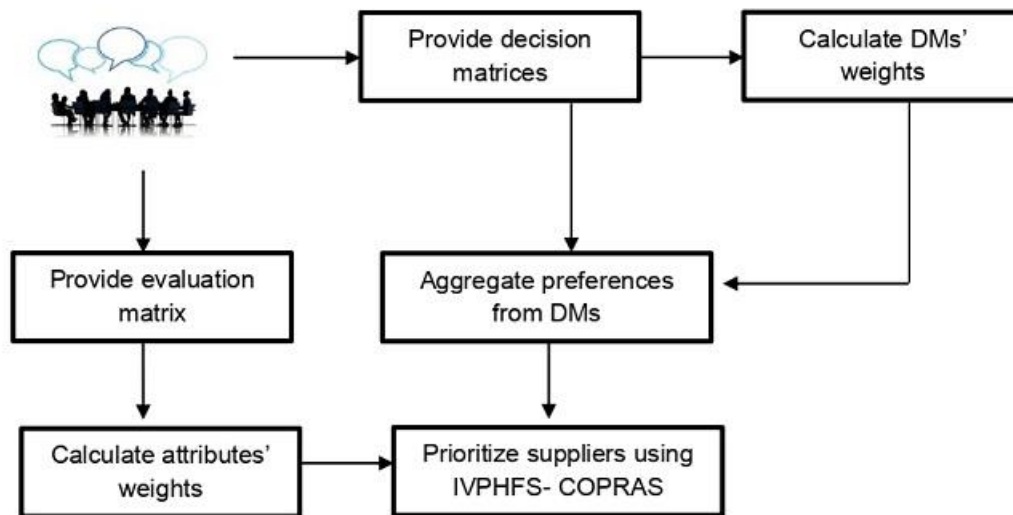 Provide decision
matrices
Calculate DMs’
weights
Provide evaluation
matrix
Aggregate preferences
from DMs
Calculate attributes’
weights
Prioritize suppliers using
IVPHFS- COPRAS